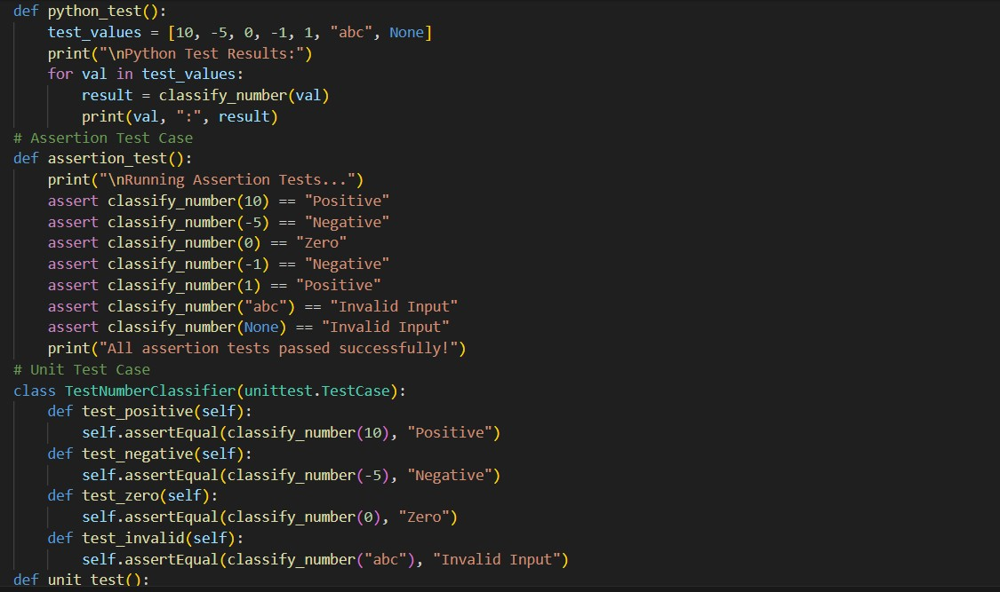 def python_test():
    test_values = [10, -5, 0, -1, 1, "abc", None]
    print("\nPython Test Results:")
    for val in test_values:
        result = classify_number(val)
        print(val, ":", result)
# Assertion Test Case
def assertion_test():
    print("\nRunning Assertion Tests...")
    assert classify_number(10) == "Positive"
    assert classify_number(-5) == "Negative"
    assert classify_number(0) == "Zero"
    assert classify_number(-1) == "Negative"
    assert classify_number(1) == "Positive"
    assert classify_number("abc") == "Invalid Input"
    assert classify_number(None) == "Invalid Input"
    print("All assertion tests passed successfully!")
# Unit Test Case
class TestNumberClassifier(unittest.TestCase):
    def test_positive(self):
        self.assertEqual(classify_number(10), "Positive")
    def test_negative(self):
        self.assertEqual(classify_number(-5), "Negative")
    def test_zero(self):
        self.assertEqual(classify_number(0), "Zero")
    def test_invalid(self):
        self.assertEqual(classify_number("abc"), "Invalid Input")
def unit_test():